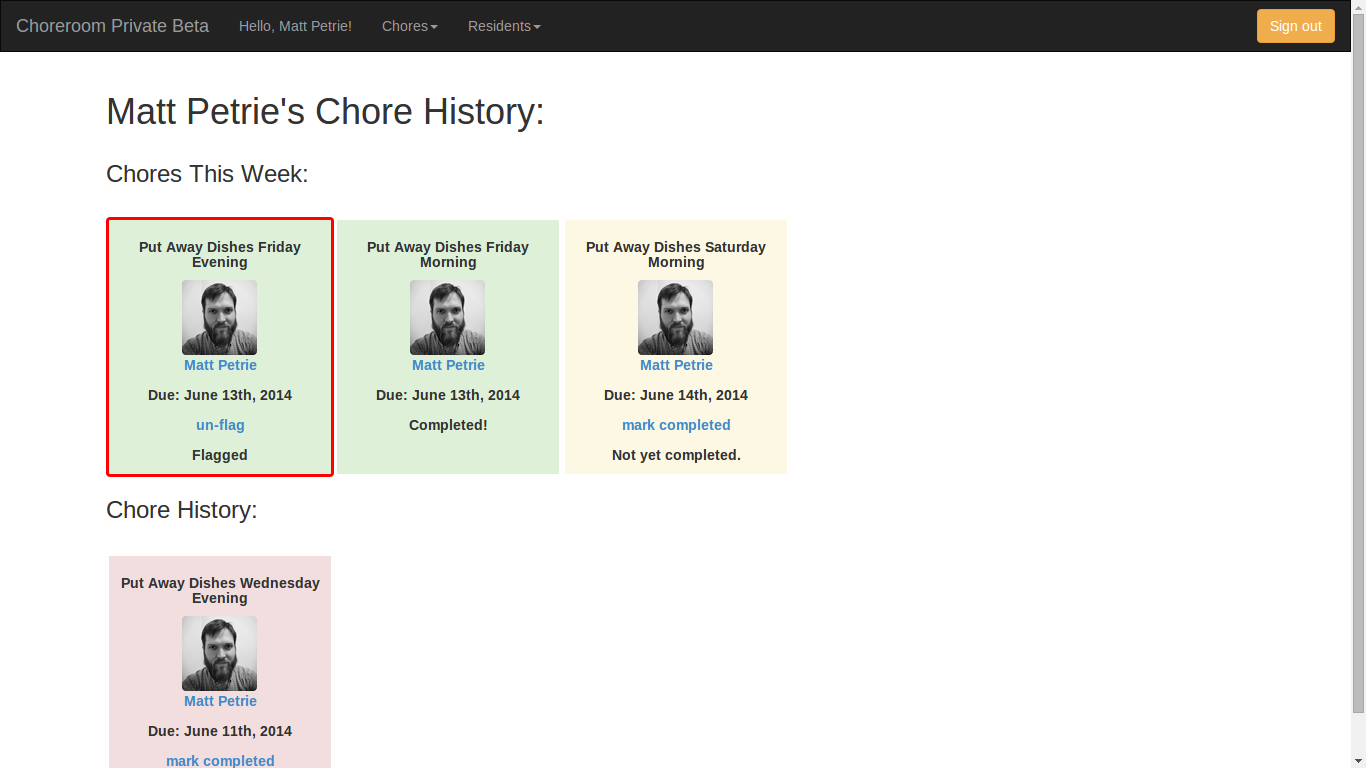 Choreroom Private Beta Hello, Matt Petrie! Chores Residents Sign out
Matt Petrie's Chore History:
Chores This Week:
Put Away Dishes Friday
Evening
Matt Petrie
Due: June 13th, 2014
un-flag
Flagged
Put Away Dishes Friday
Morning
Matt Petrie
Due: June 13th, 2014
Completed!
Put Away Dishes Saturday
Morning
Matt Petrie
Due: June 14th, 2014
mark completed
Not yet completed.
Chore History:
Put Away Dishes Wednesday
Evening
Matt Petrie
Due: June 11th, 2014
mark completed